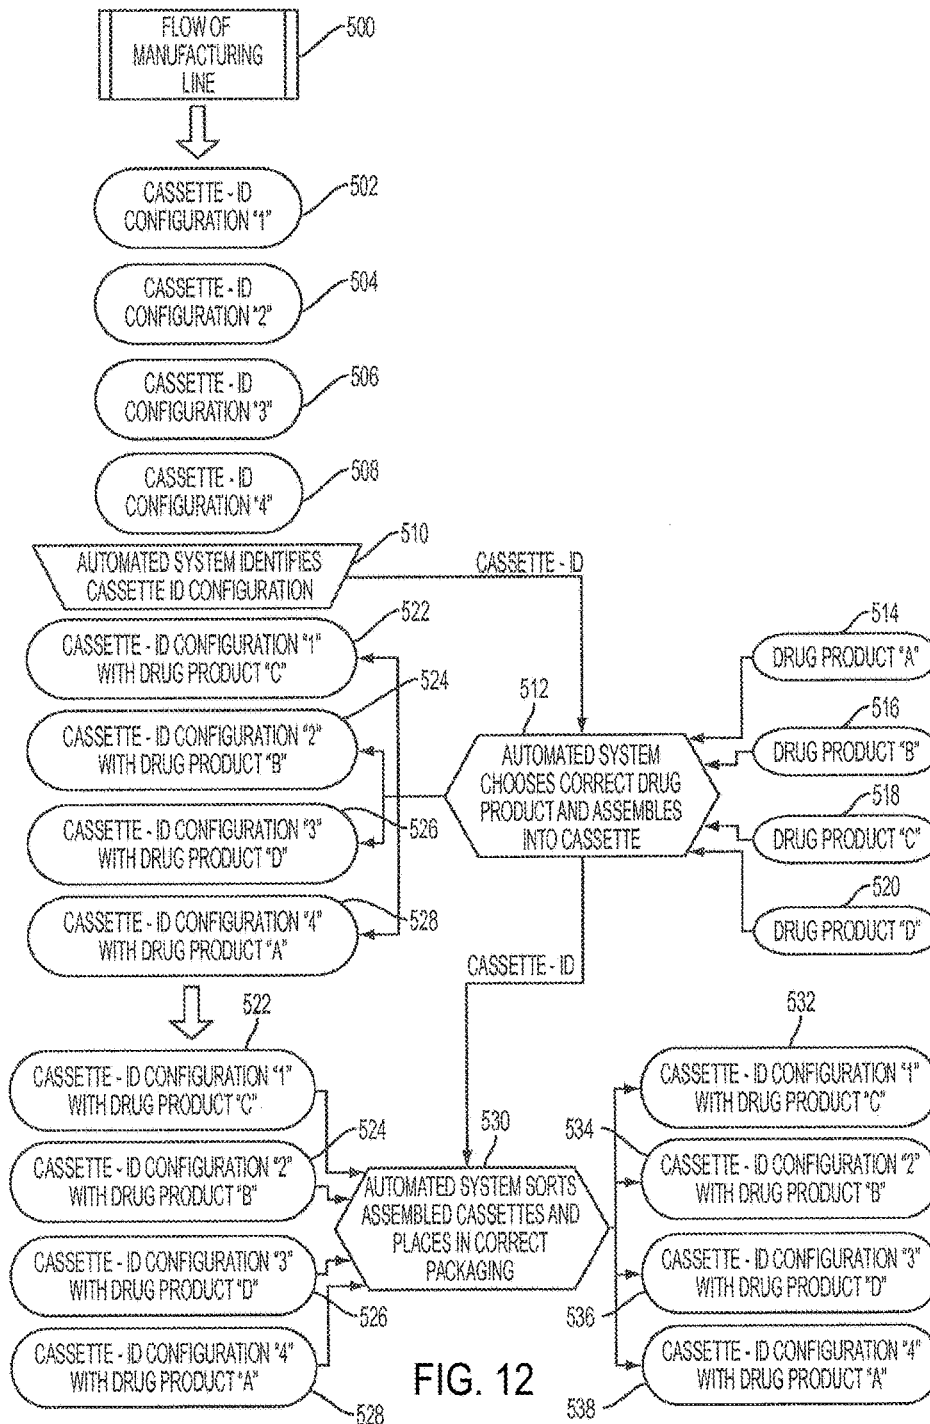 FLOW OF
MANUFACTURING
LINE
500
CASSETTE - ID
CONFIGURATION "1"
502
CASSETTE - ID
CONFIGURATION "2"
504
CASSETTE - ID
CONFIGURATION "3"
506
CASSETTE - ID
CONFIGURATION "4"
508
AUTOMATED SYSTEM IDENTIFIES
CASSETTE ID CONFIGURATION
510
CASSETTE - ID
CASSETTE - ID CONFIGURATION "1"
WITH DRUG PRODUCT "C"
522
CASSETTE - ID CONFIGURATION "2"
WITH DRUG PRODUCT
"B"
524
CASSETTE - ID CONFIGURATION "3"
WITH DRUG PRODUCT "D"
526
CASSETTE - ID CONFIGURATION "4"
WITH DRUG PRODUCT "A"
528
512
AUTOMATED SYSTEM
CHOOSES CORRECT DRUG
PRODUCT AND ASSEMBLES
INTO CASSETTE
514
DRUG PRODUCT "A"
516
DRUG PRODUCT "B"
518
DRUG PRODUCT "C"
520
DRUG PRODUCT "D"
CASSETTE - ID
522
CASSETTE - ID CONFIGURATION "1"
WITH DRUG PRODUCT "C"
524
CASSETTE - ID CONFIGURATION "2"
WITH DRUG PRODUCT "B"
CASSETTE - ID CONFIGURATION "3"
WITH DRUG PRODUCT
"D"
526
CASSETTE - ID CONFIGURATION "4"
WITH DRUG PRODUCT "A"
528
530
AUTOMATED SYSTEM SORTS
ASSEMBLED CASSETTES AND
PLACES IN CORRECT
PACKAGING
532
CASSETTE - ID CONFIGURATION "1"
WITH DRUG PRODUCT
"C"
534
CASSETTE - ID CONFIGURATION "2"
WITH DRUG PRODUCT
"B"
CASSETTE - ID CONFIGURATION "3"
WITH DRUG PRODUCT "D"
536
CASSETTE - ID CONFIGURATION "4"
WITH DRUG PRODUCT
"A"
538
FIG. 12